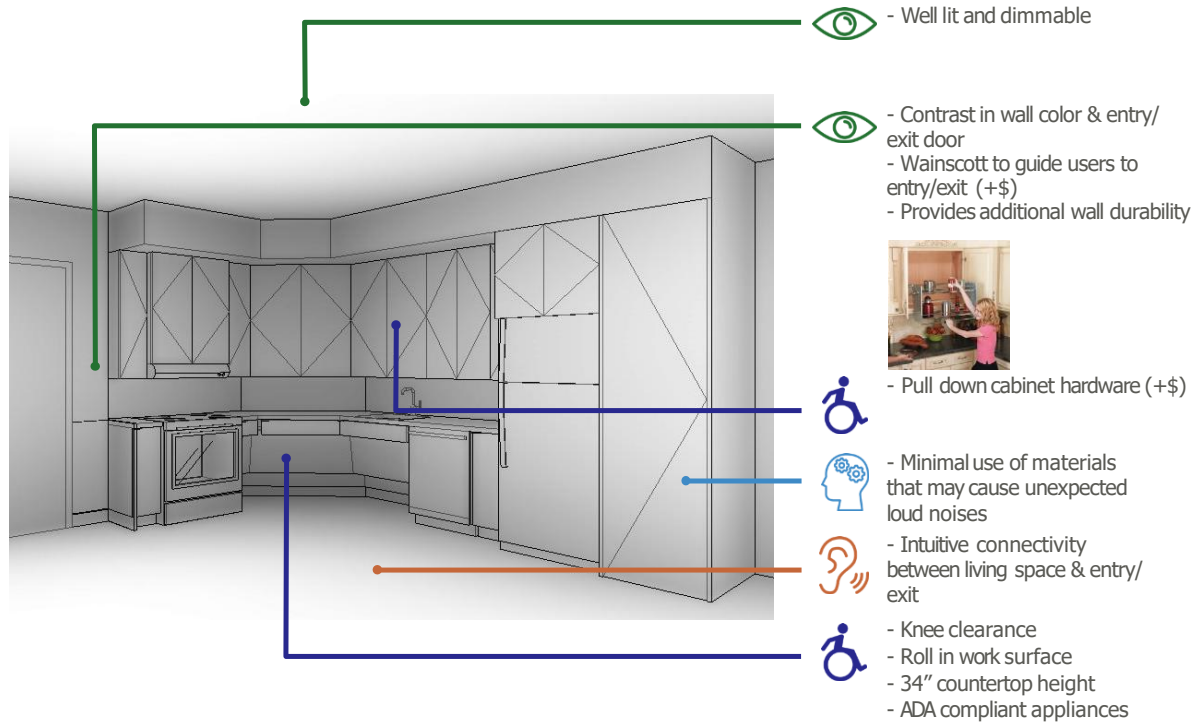 - Well lit and dimmable
- Contrast in wall color & entry/
exit door
- Wainscott to guide users to
entry/exit (+$)
- Provides additional wall durability
- Pull down cabinet hardware (+$)
- Minimal use of materials
that may cause unexpected
loud noises
- Intuitive connectivity
between living space & entry/
exit
- Knee clearance
- Roll in work surface
- 34” countertop height
- ADA compliant appliances